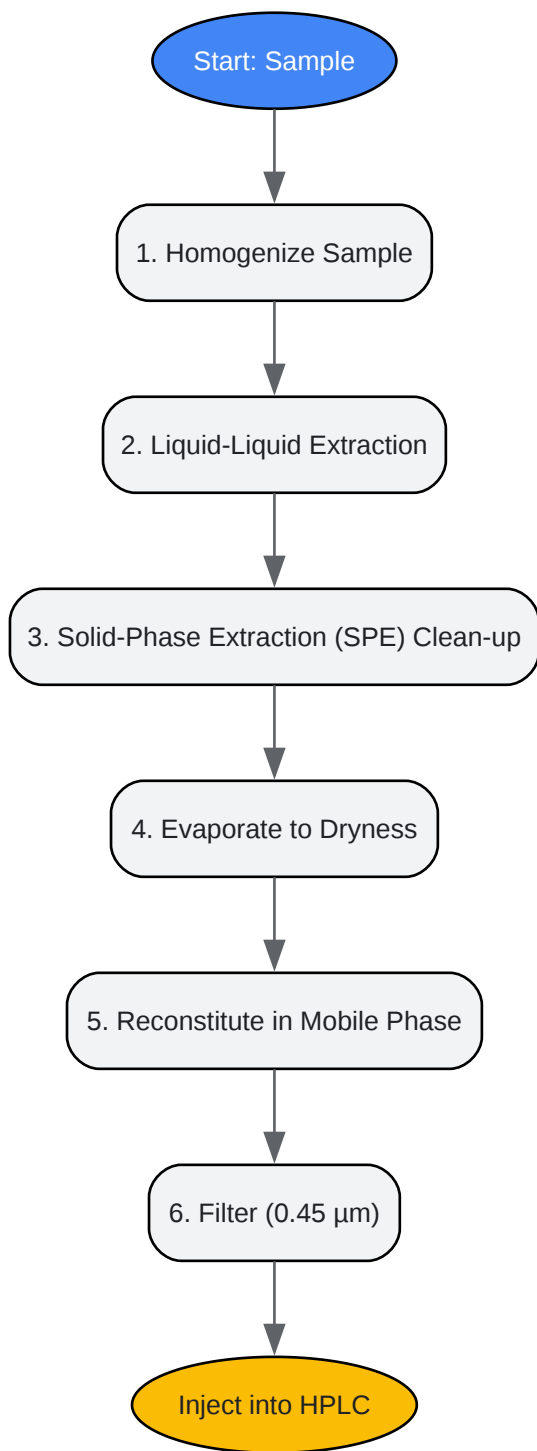 Start: Sample
1. Homogenize Sample
2. Liquid-Liquid Extraction
3. Solid-Phase Extraction (SPE) Clean-up
4. Evaporate to Dryness
5. Reconstitute in Mobile Phase
6. Filter (0.45 µm)
Inject into HPLC